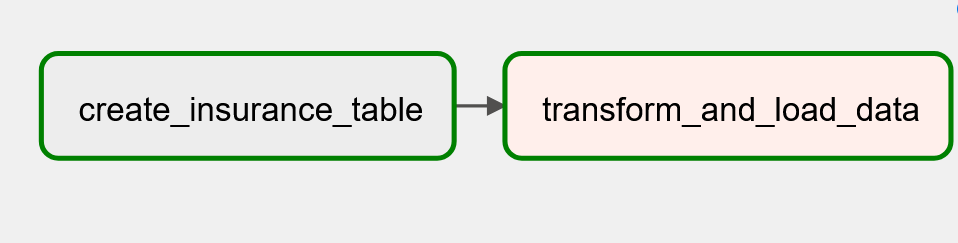 create_insurance_table
transform_and_load_data